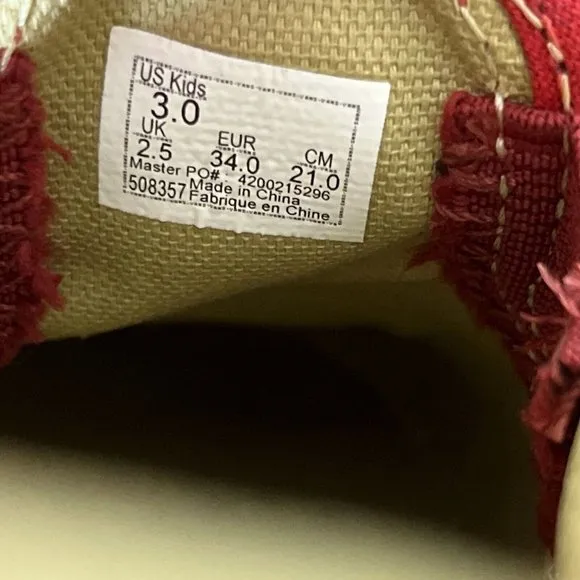 US Kids
3.0
UK EUR CM
2.5 34.0 21.0
Master PO# : 4200215296
508357 Made in China
Fabrique en Chine